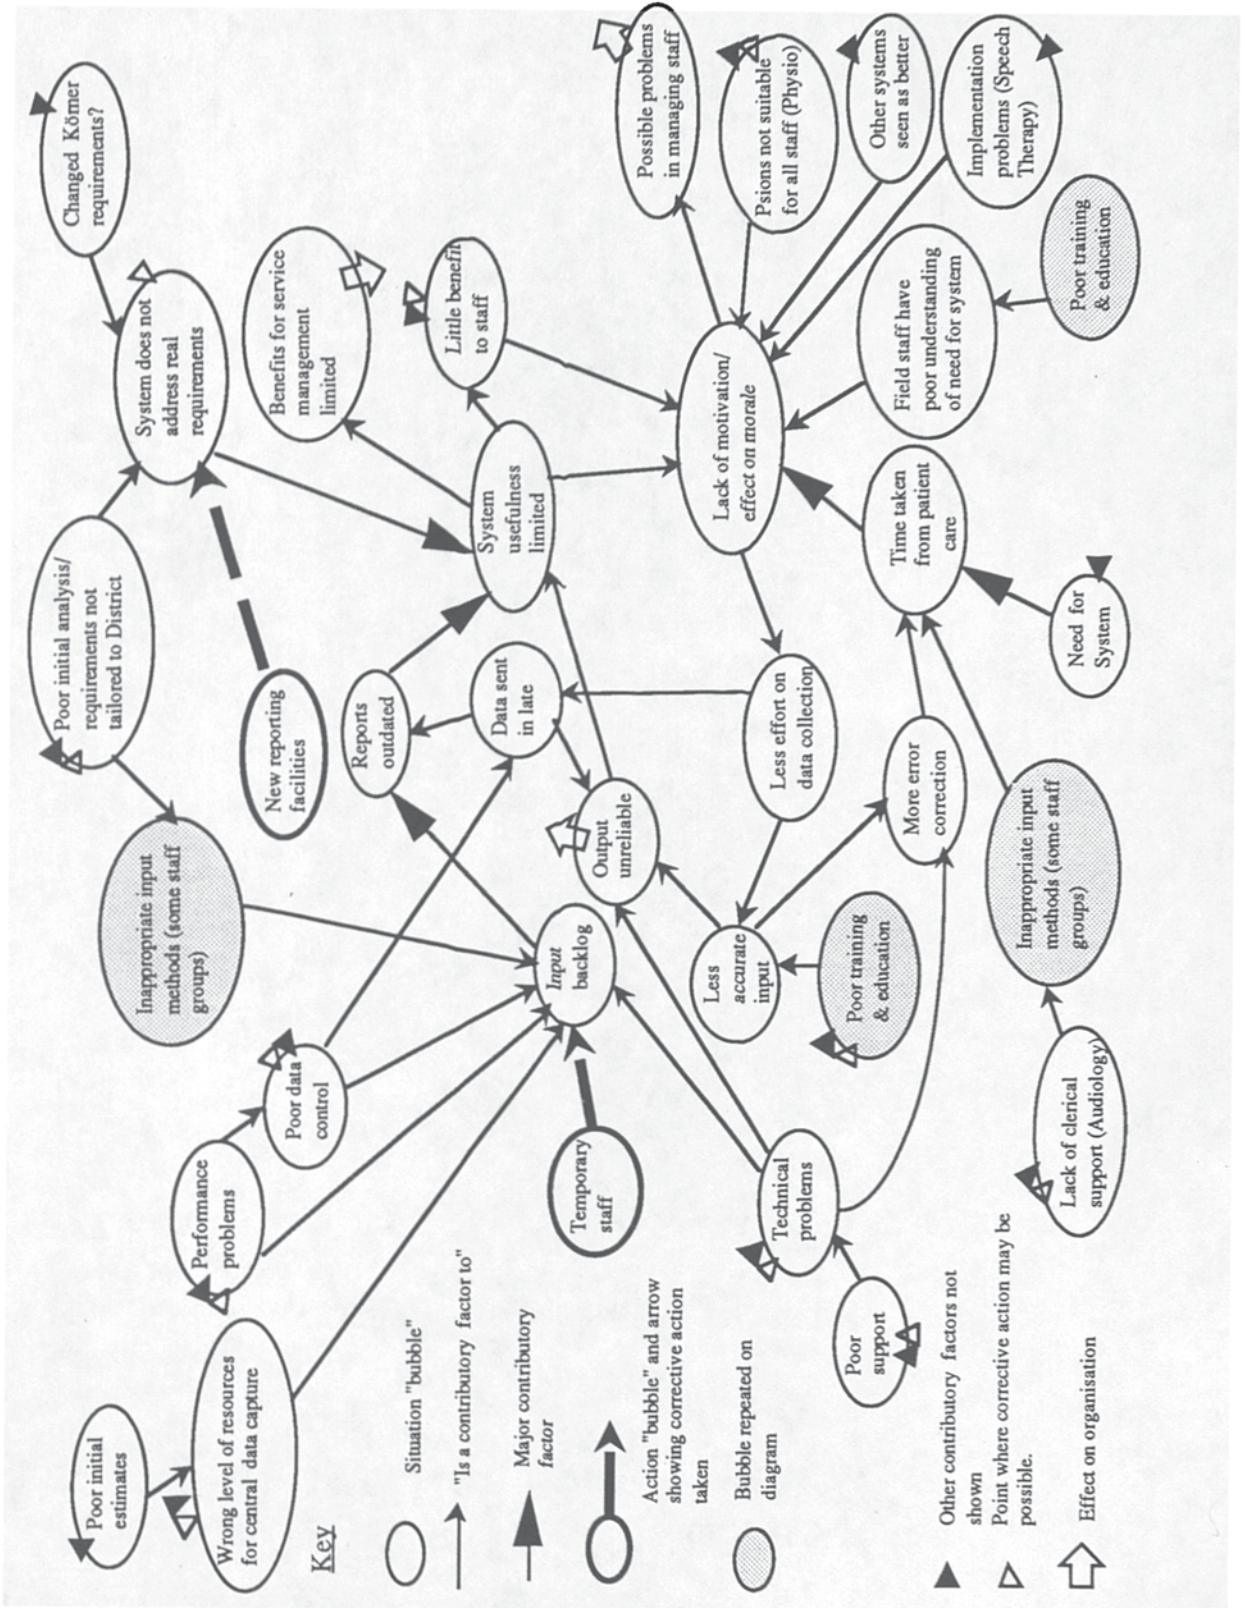 Poor initial
estimates
Wrong level of resources
for central data capture
Performance
problems
Poor data
control
Inappropriate input
methods (some staff
groups)
Poor initial analysis/
requirements not
tailored to District
Changed Körner
requirements?
System does not
address real
requirements
New reporting
facilities
Benefits for service
management
limited
Reports
outdated
Little benefit
to staff
System
usefulness
limited
Data sent
in late
Input
backlog
Output
unreliable
Temporary
staff
Possible problems
in managing staff
Psions not suitable
for all staff (Physio)
Other systems
seen as better
Implementation
problems (Speech
Therapy)
Lack of motivation/
effect on morale
Less effort on
data collection
Less
accurate
input
Technical
problems
Poor training
& education
More error
correction
Time taken
from patient
care
Field staff have
poor understanding
of need for system
Poor training
& education
Need for
System
Inappropriate input
methods (some staff
groups)
Lack of clerical
support (Audiology)
Poor
support
Key
Situation "bubble"
"Is a contributory factor to"
Major contributory
factor
Action "bubble" and arrow
showing corrective action
taken
Bubble repeated on
diagram
Other contributory factors not
shown
Point where corrective action may be
possible.
Effect on organisation